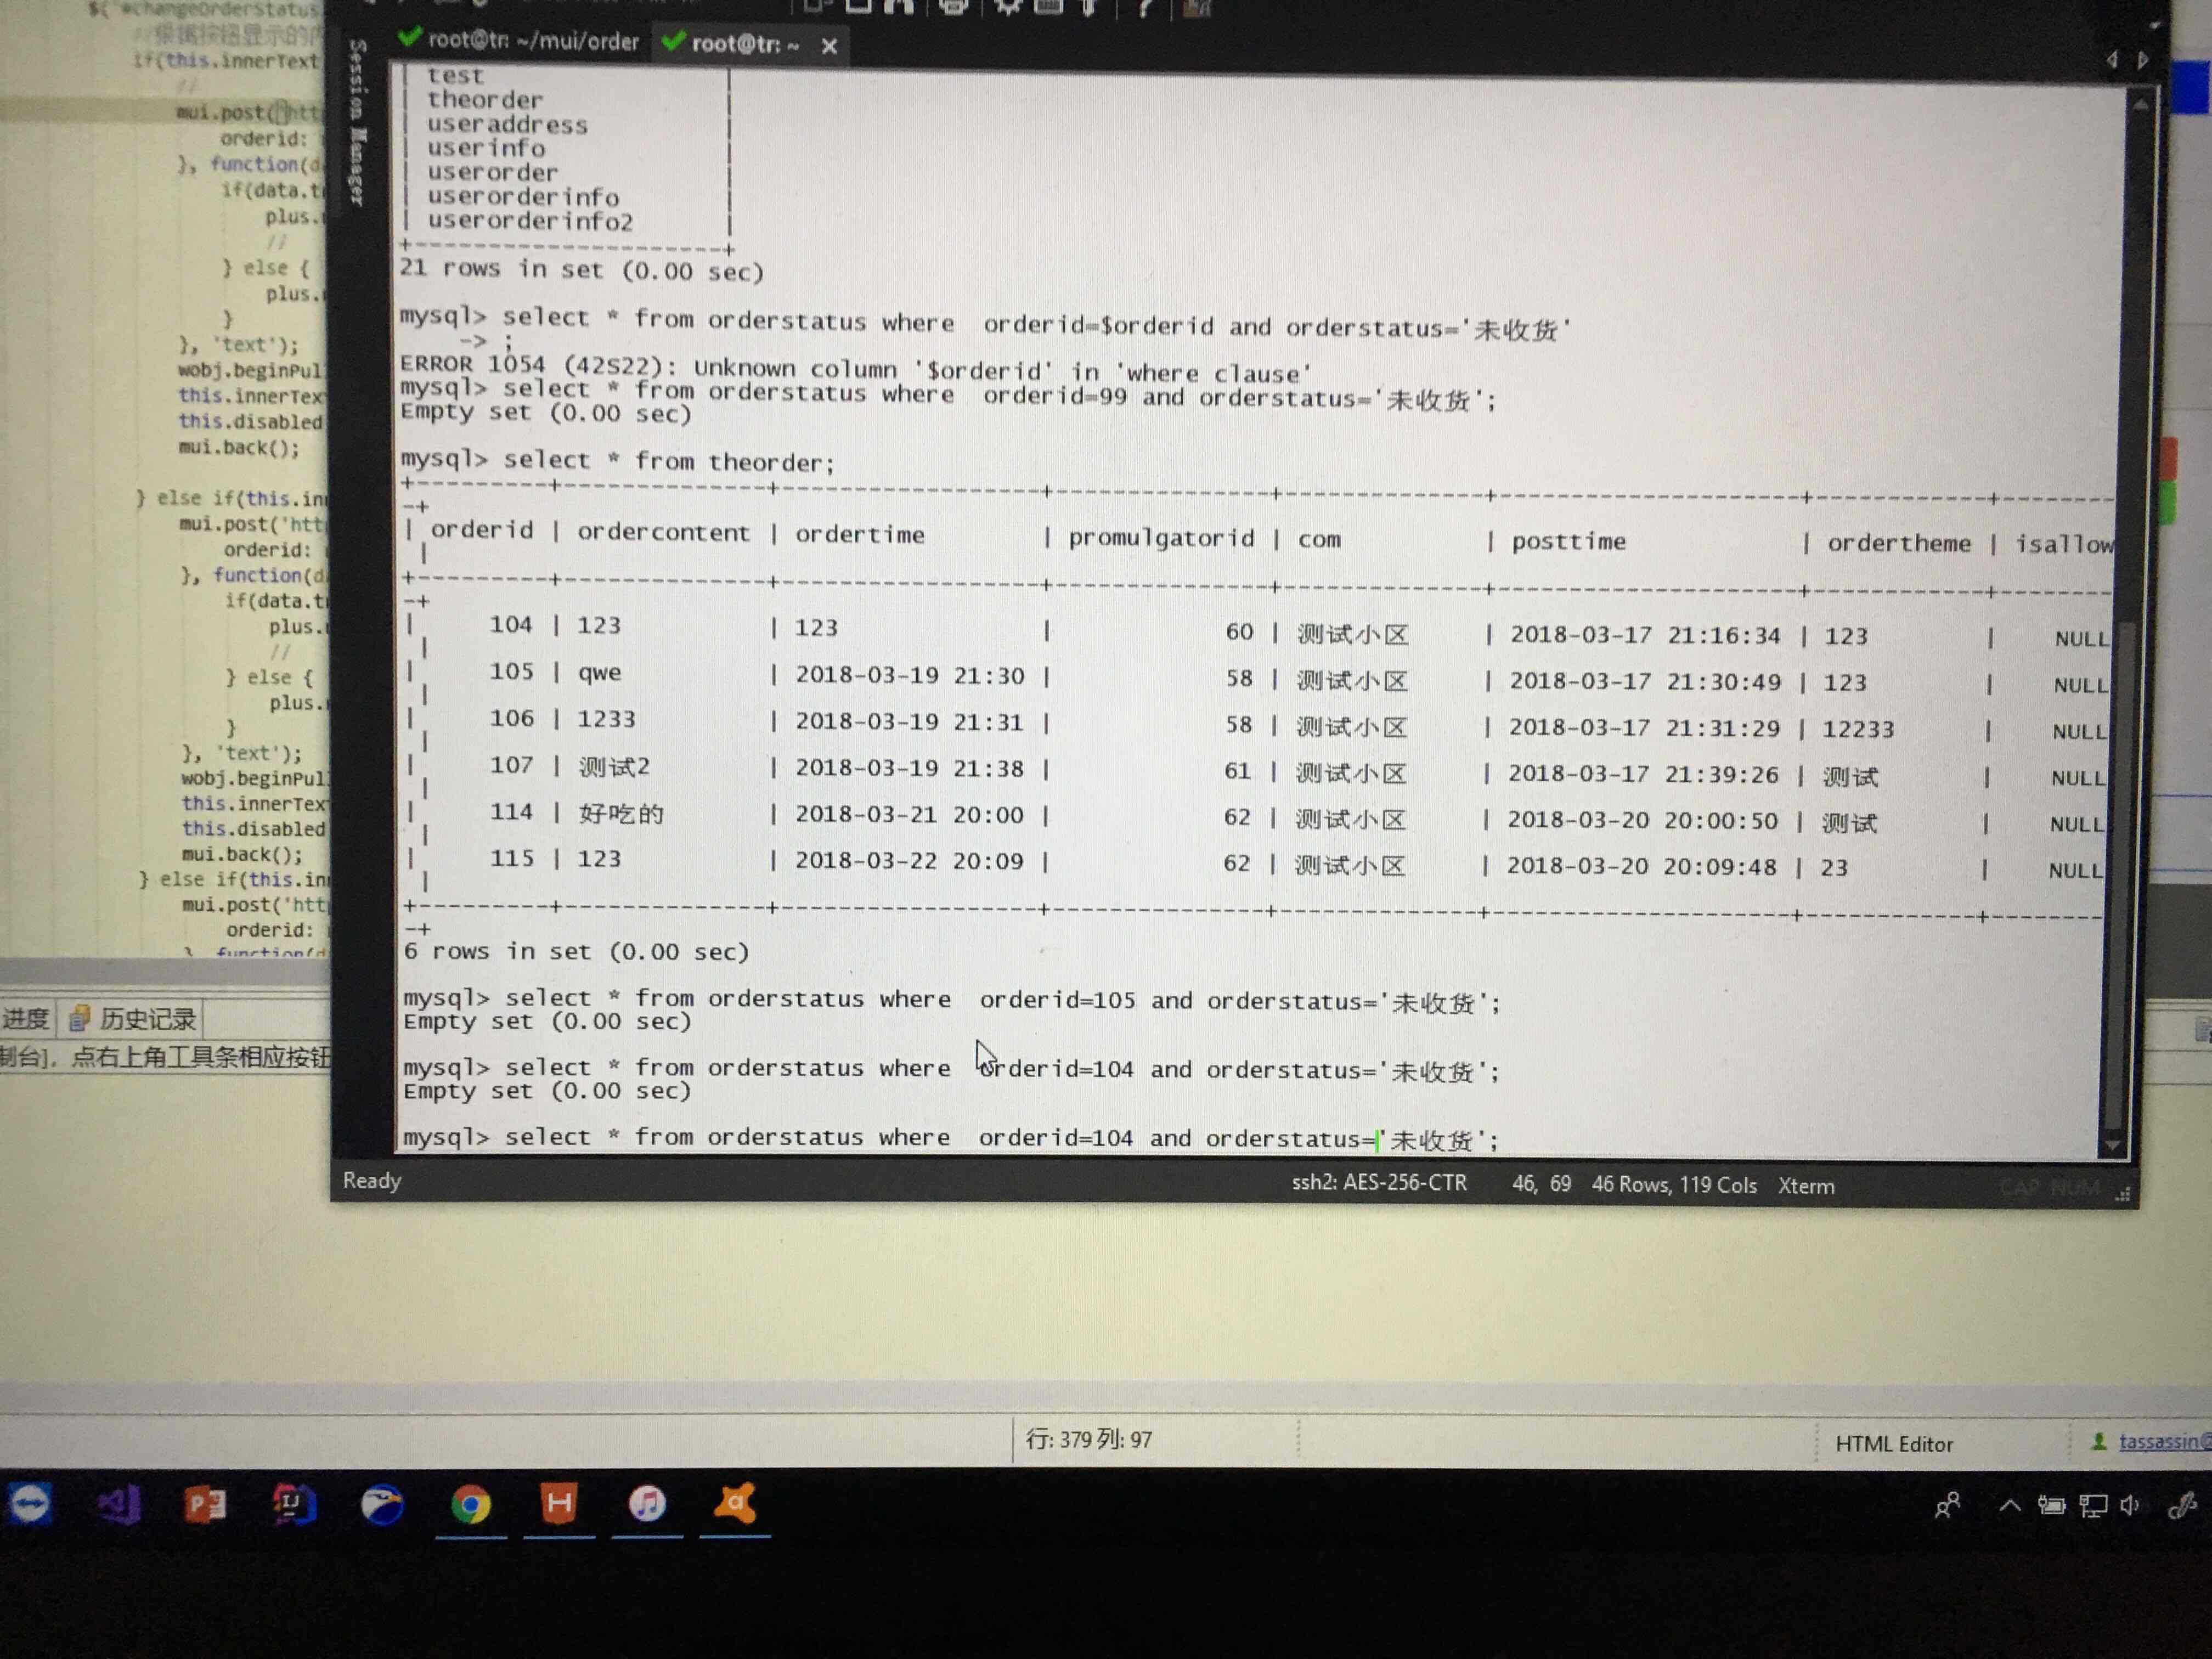 $('#changeOrderStatus
if(this.innerText
//
mui.post('htt
orderid:
}, function(d
if(data.t
plus.
//
} else {
plus.
}
}, 'text');
wobj.beginPul
this.innerTex
this.disabled
mui.back();
} else if(this.in
mui.post('htt
orderid:
}, function(d
if(data.t
plus.
//
} else {
plus.
}
}, 'text');
wobj.beginPul
this.innerTex
this.disabled
mui.back();
} else if(this.in
mui.post('htt
orderid:
}, function(d
进度 历史记录
制台]，点右上角工具条相应按钮
Session Manager
root@tr: ~/mui/order root@tr: ~ ×
| test |
| theorder |
| useraddress |
| userinfo |
| userorder |
| userorderinfo |
| userorderinfo2 |
+----------------------+
21 rows in set (0.00 sec)
mysql> select * from orderstatus where  orderid=$orderid and orderstatus='未收货'
-> ;
ERROR 1054 (42S22): Unknown column '$orderid' in 'where clause'
mysql> select * from orderstatus where  orderid=99 and orderstatus='未收货';
Empty set (0.00 sec)
mysql> select * from theorder;
| orderid | ordercontent | ordertime | promulgatorid | com | posttime | ordertheme | isallow
|
| 104 | 123 | 123 | 60 | 测试小区 | 2018-03-17 21:16:34 | 123 | NULL
|
| 105 | qwe | 2018-03-19 21:30 | 58 | 测试小区 | 2018-03-17 21:30:49 | 123 | NULL
|
| 106 | 1233 | 2018-03-19 21:31 | 58 | 测试小区 | 2018-03-17 21:31:29 | 12233 | NULL
|
| 107 | 测试2 | 2018-03-19 21:38 | 61 | 测试小区 | 2018-03-17 21:39:26 | 测试 | NULL
|
| 114 | 好吃的 | 2018-03-21 20:00 | 62 | 测试小区 | 2018-03-20 20:00:50 | 测试 | NULL
|
| 115 | 123 | 2018-03-22 20:09 | 62 | 测试小区 | 2018-03-20 20:09:48 | 23 | NULL
|
6 rows in set (0.00 sec)
mysql> select * from orderstatus where  orderid=105 and orderstatus='未收货';
Empty set (0.00 sec)
mysql> select * from orderstatus where  orderid=104 and orderstatus='未收货';
Empty set (0.00 sec)
mysql> select * from orderstatus where  orderid=104 and orderstatus='未收货';
Ready ssh2: AES-256-CTR 46, 69 46 Rows, 119 Cols Xterm CAP NUM
行: 379 列: 97 HTML Editor tassassin@